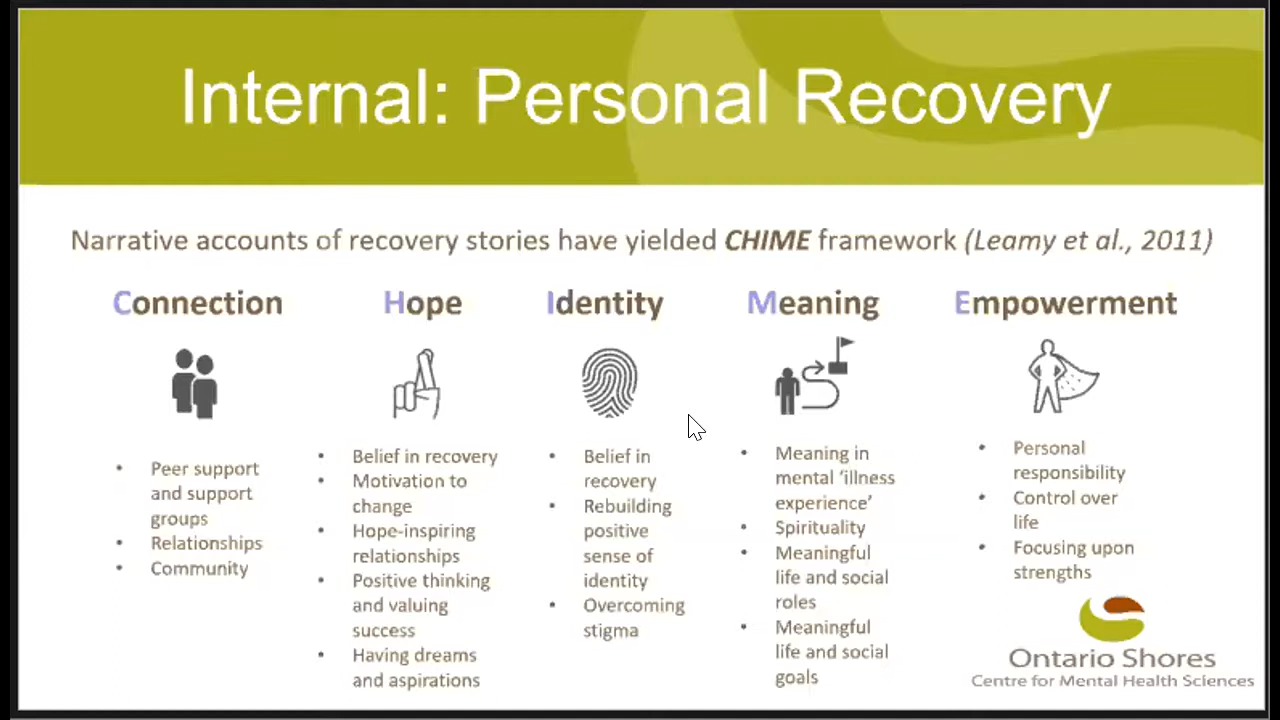 Internal: Personal Recovery
Narrative accounts of recovery stories have yielded CHIME framework (Leamy et al., 2011)
Connection
• Peer support
and support
groups
• Relationships
• Community
Hope
• Belief in recovery
• Motivation to
change
• Hope-inspiring
relationships
• Positive thinking
and valuing
success
• Having dreams
and aspirations
Identity
• Belief in
recovery
• Rebuilding
positive
sense of
identity
• Overcoming
stigma
Meaning
• Meaning in
mental ‘illness
experience’
• Spirituality
• Meaningful
life and social
roles
• Meaningful
life and social
goals
Empowerment
• Personal
responsibility
• Control over
life
• Focusing upon
strengths
Ontario Shores
Centre for Mental Health Sciences